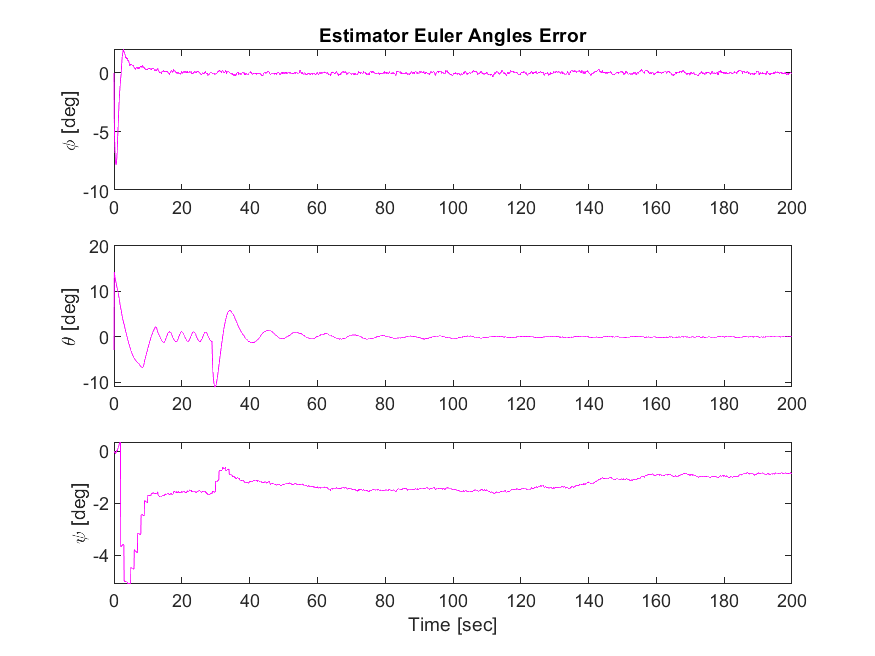 Estimator Euler Angles Error
0
-5
-10
ϕ [deg]
0 20 40 60 80 100 120 140 160 180 200
20
10
0
-10
θ [deg]
0 20 40 60 80 100 120 140 160 180 200
0
-2
-4
ψ [deg]
0 20 40 60 80 100 120 140 160 180 200
Time [sec]